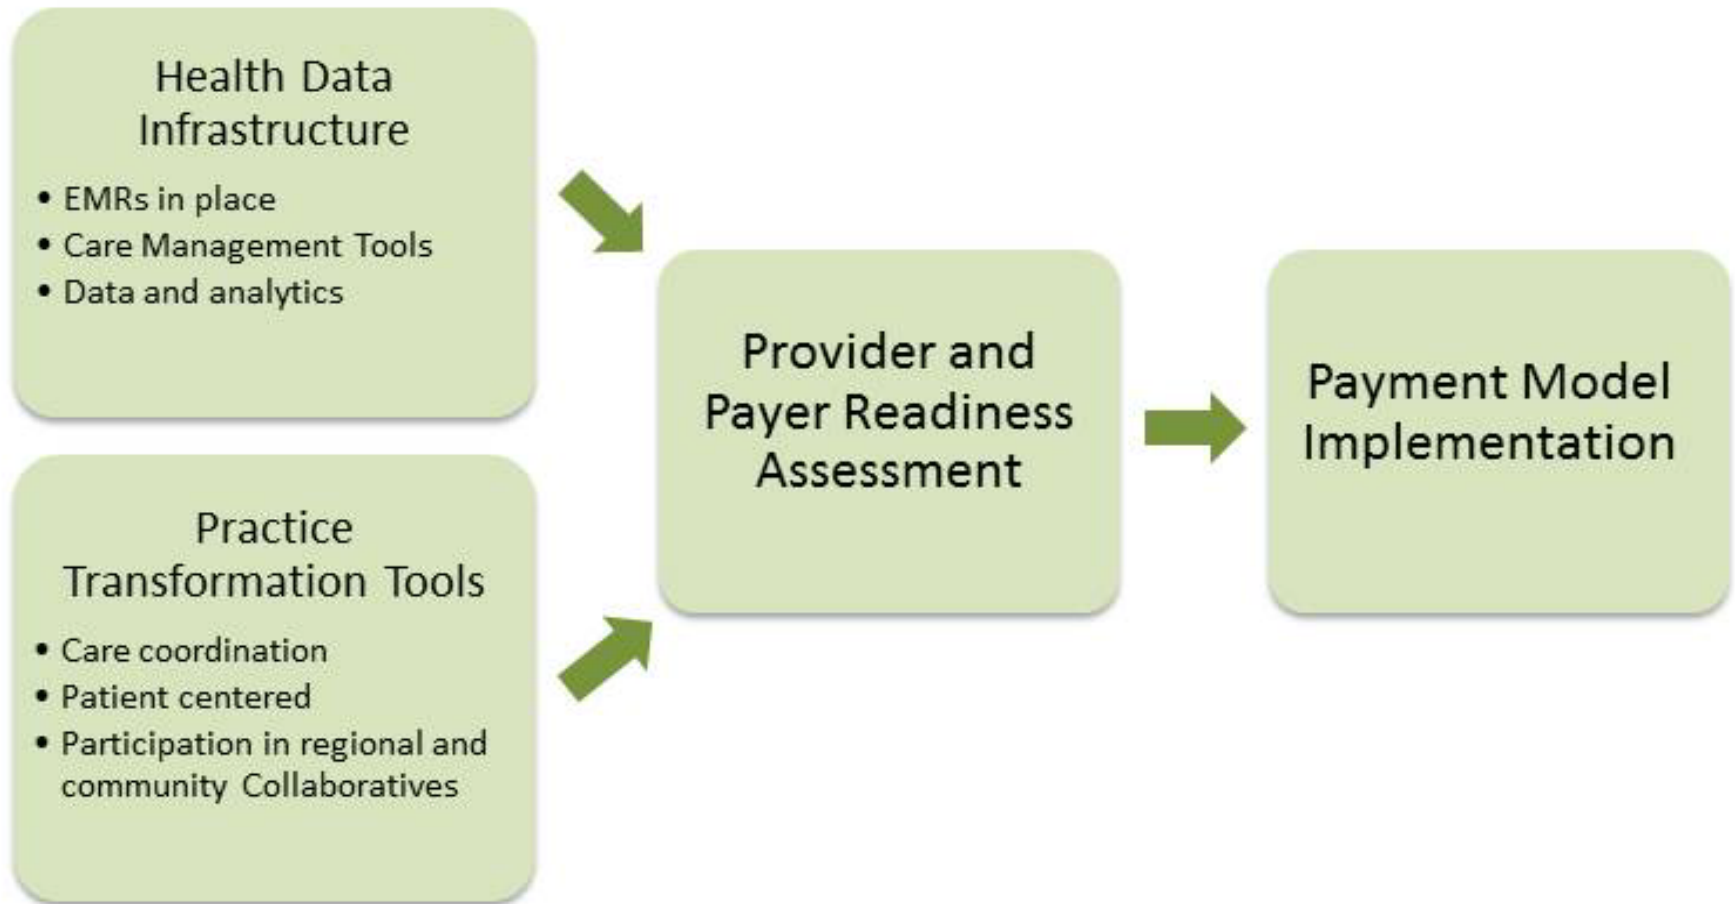 Health Data
Infrastructure
• EMRs in place
• Care Management Tools
• Data and analytics
Practice
Transformation Tools
• Care coordination
• Patient centered
• Participation in regional and
community Collaboratives
Provider and
Payer Readiness
Assessment
Payment Model
Implementation